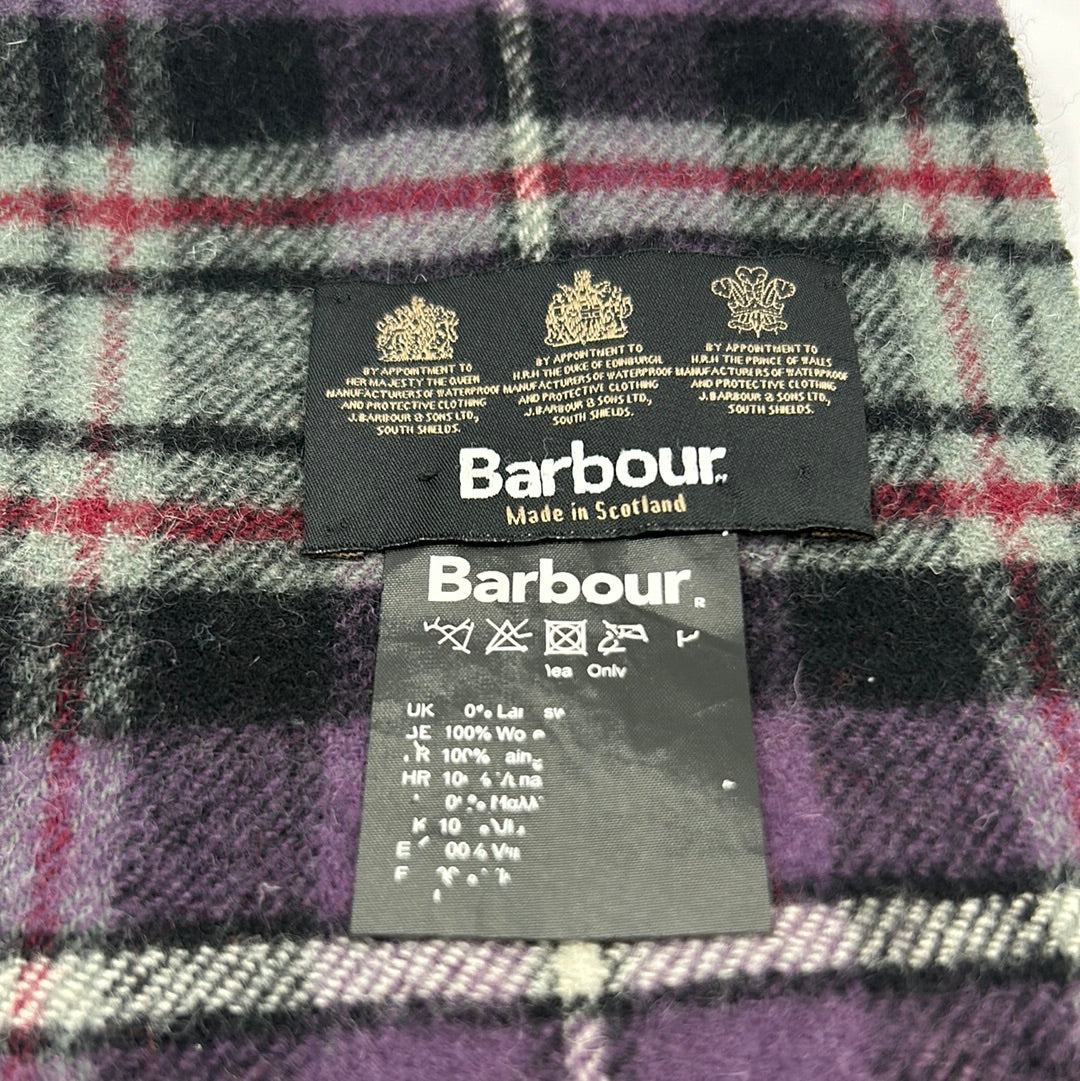 BY APPOINTMENT TO
HER MAJESTY THE QUEEN
MANUFACTURERS OF WATERPROOF
AND PROTECTIVE CLOTHING
J. BARBOUR & SONS LTD.,
SOUTH SHIELDS.
BY APPOINTMENT TO
H.R.H THE DUKE OF EDINBURGH
MANUFACTURERS OF WATERPROOF
AND PROTECTIVE CLOTHING
J. BARBOUR & SONS LTD.,
SOUTH SHIELDS.
BY APPOINTMENT TO
H.R.H THE PRINCE OF WALES
MANUFACTURERS OF WATERPROOF
AND PROTECTIVE CLOTHING
J. BARBOUR & SONS LTD.,
SOUTH SHIELDS.
Barbour
Made in Scotland
Barbour
Only
UK
100%
100%
HR